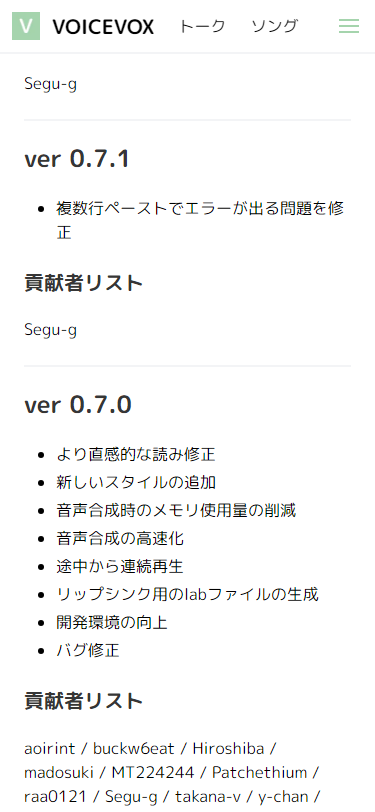 V VOICEVOX トーク ソング
Segu-g
ver 0.7.1
複数行ペーストでエラーが出る問題を修
正
貢献者リスト
Segu-g
ver 0.7.0
より直感的な読み修正
新しいスタイルの追加
音声合成時のメモリ使用量の削減
音声合成の高速化
途中から連続再生
リップシンク用のlabファイルの生成
開発環境の向上
バグ修正
貢献者リスト
aoirint / buckw6eat / Hiroshiba /
madosuki / MT224244 / Patchethium /
raa0121 / Segu-g / takana-v / y-chan /